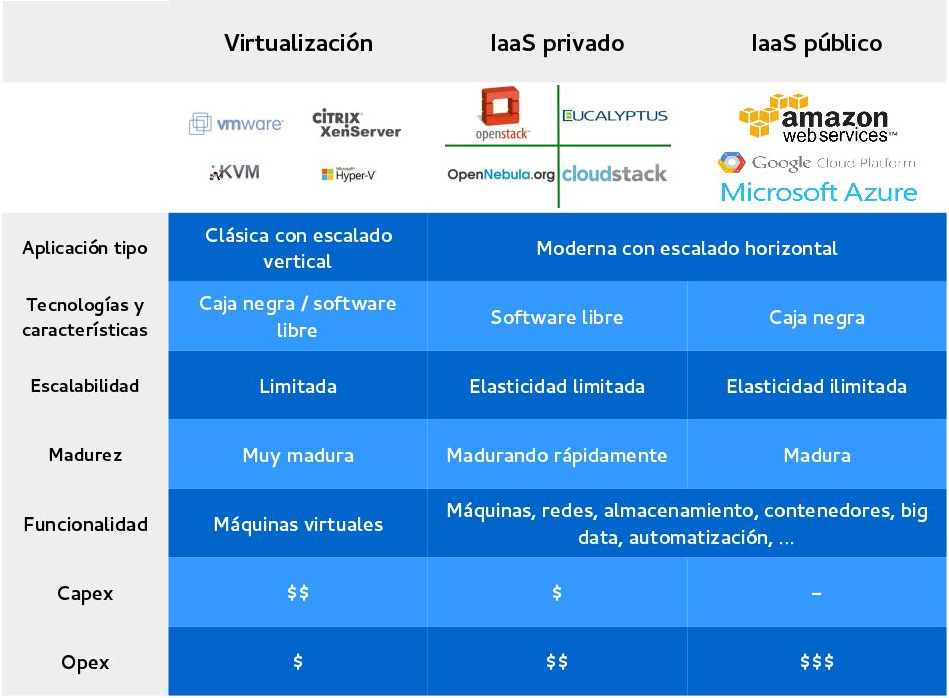 Virtualización IaaS privado IaaS público
vmware CiTRIX XenServer openstack EUCALYPTUS amazon web services™
KVM Microsoft Hyper-V OpenNebula.org cloudstack Google Cloud Platform
Microsoft Azure
Aplicación tipo
Clásica con escalado
vertical
Moderna con escalado horizontal
Tecnologías y
características
Caja negra / software
libre
Software libre
Caja negra
Escalabilidad
Limitada
Elasticidad limitada
Elasticidad ilimitada
Madurez
Muy madura
Madurando rápidamente
Madura
Funcionalidad
Máquinas virtuales
Máquinas, redes, almacenamiento, contenedores, big
data, automatización, ...
Capex
$$
$
–
Opex
$
$$
$$$